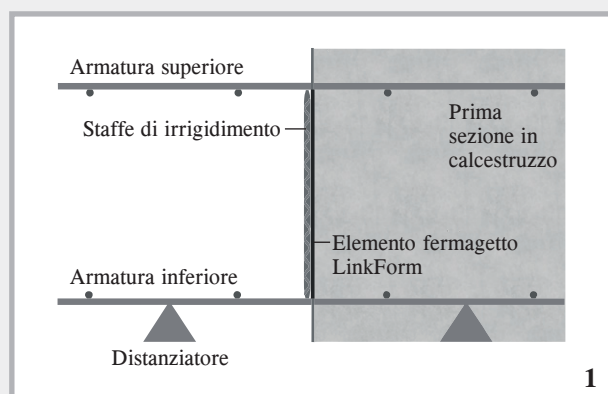 Armatura superiore
Staffe di irrigidimento
Prima
sezione in
calcestruzzo
Elemento fermagetto
LinkForm
Armatura inferiore
Distanziatore
1